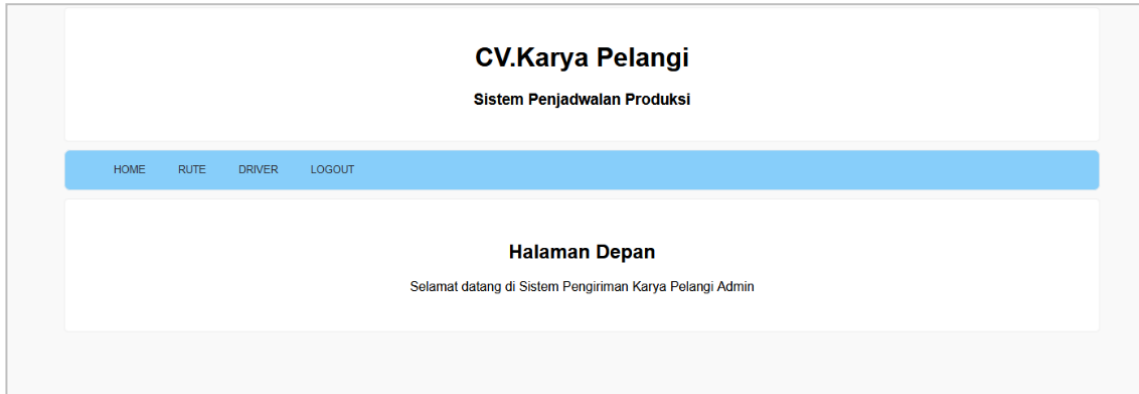 CV.Karya Pelangi
Sistem Penjadwalan Produksi
HOME RUTE DRIVER LOGOUT
Halaman Depan
Selamat datang di Sistem Pengiriman Karya Pelangi Admin